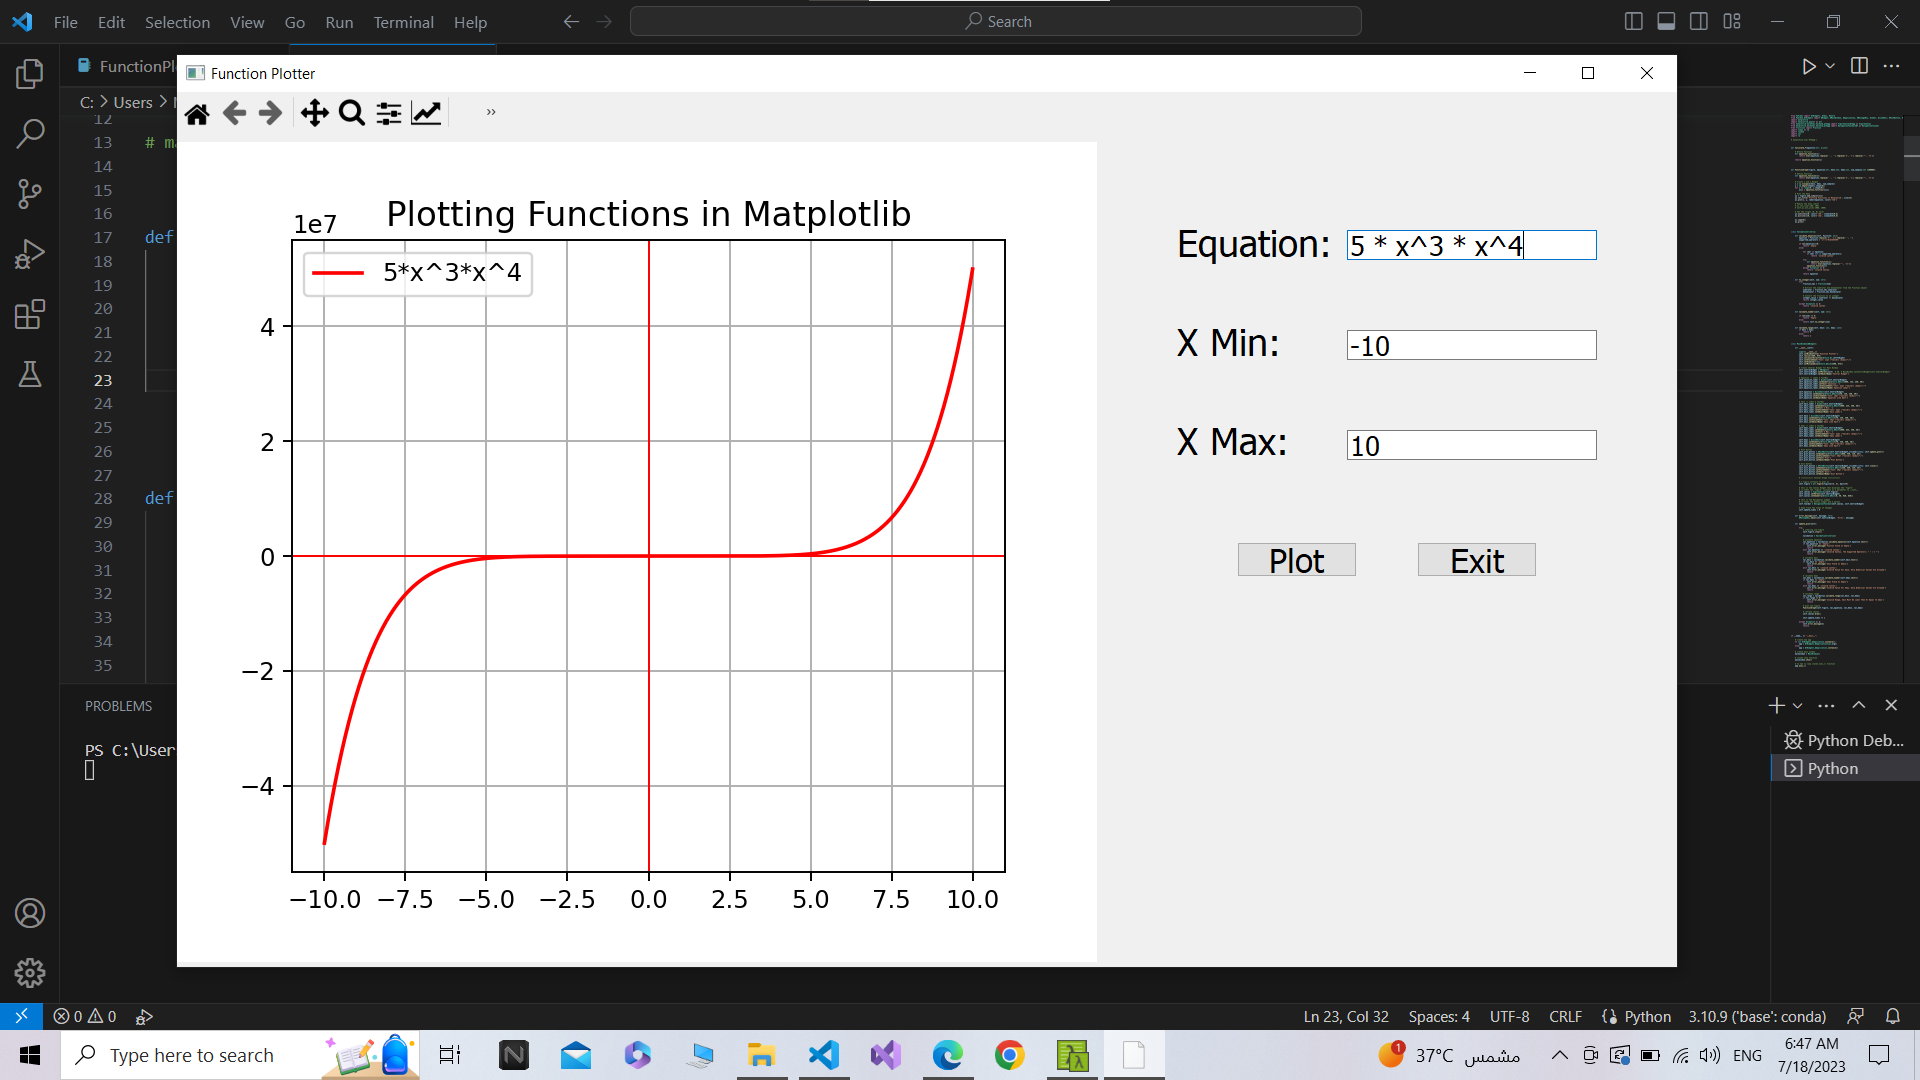 File Edit Selection View Go Run Terminal Help
Search
FunctionPl
C: > Users >
Function Plotter
12
13 # m
14
15
16
17 def
18
19
20
21
22
23
24
25
26
27
28 def
29
30
31
32
33
34
35
Plotting Functions in Matplotlib
1e7
5*x^3*x^4
4
2
0
−2
−4
−10.0 −7.5 −5.0 −2.5 0.0 2.5 5.0 7.5 10.0
Equation: 5 * x^3 * x^4
X Min: -10
X Max: 10
Plot Exit
PROBLEMS
PS C:\User
Python Deb...
Python
0 0
Ln 23, Col 32 Spaces: 4 UTF-8 CRLF Python 3.10.9 ('base': conda)
Type here to search
1 37°C مشمس
ENG
6:47 AM
7/18/2023